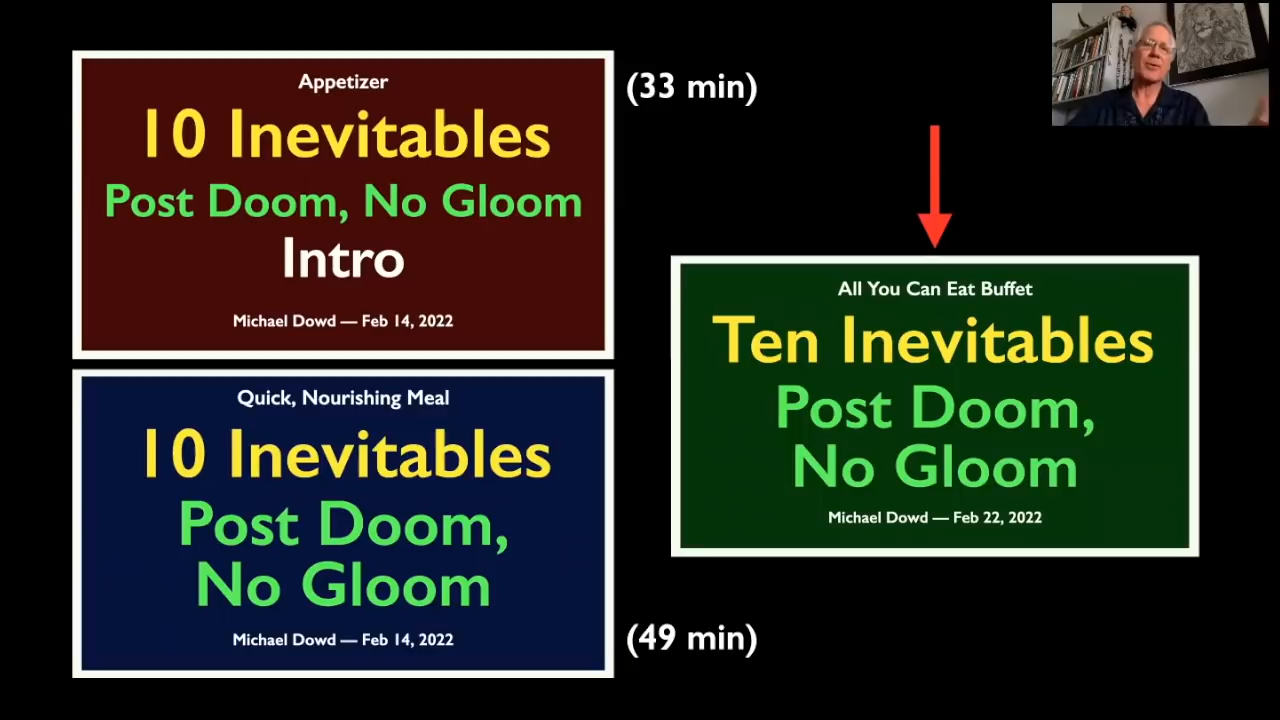 Appetizer
10 Inevitables
Post Doom, No Gloom
Intro
Michael Dowd — Feb 14, 2022
(33 min)
Quick, Nourishing Meal
10 Inevitables
Post Doom,
No Gloom
Michael Dowd — Feb 14, 2022
(49 min)
All You Can Eat Buffet
Ten Inevitables
Post Doom,
No Gloom
Michael Dowd — Feb 22, 2022